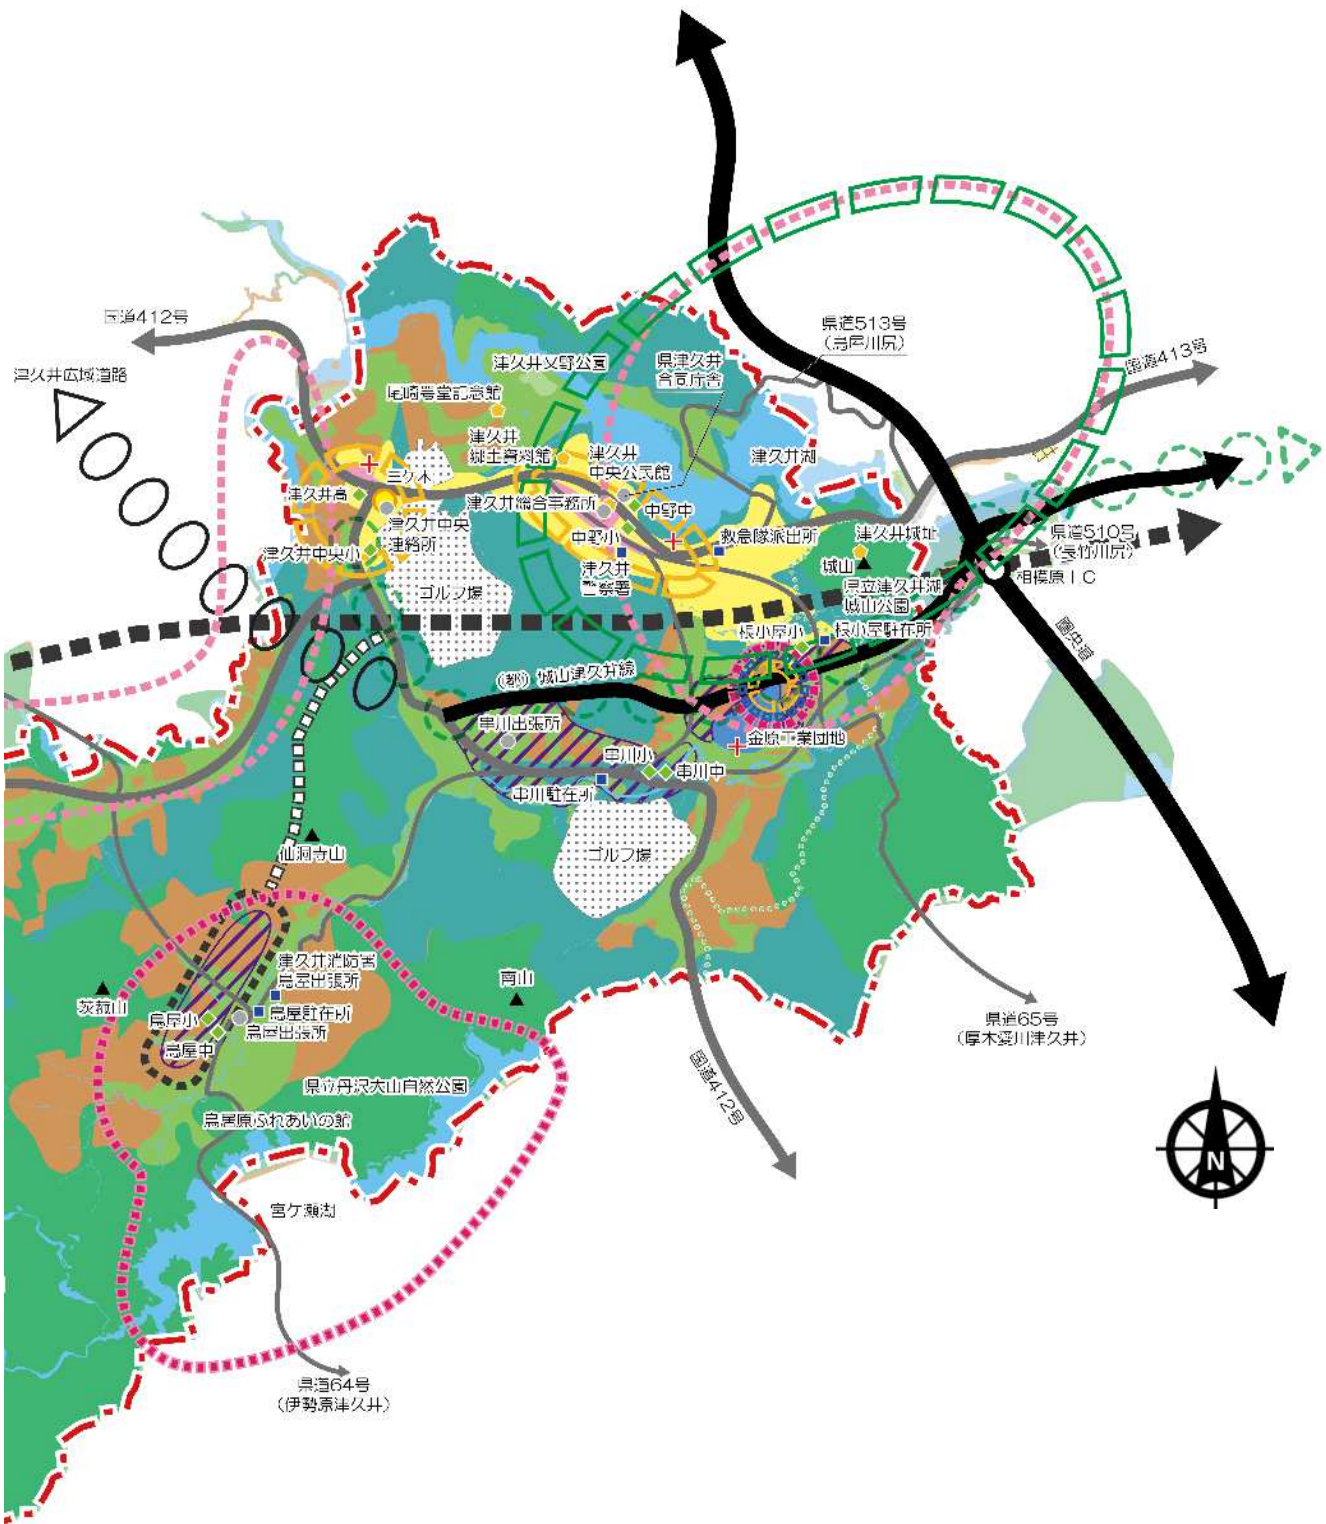 国道412号
津久井広域道路
県道513号
（鳥屋川尻）
国道413号
津久井又野公園
県津久井
合同庁舎
尾崎咢堂記念館
津久井
郷土資料館
津久井
中央公民館
津久井湖
三ケ木
津久井高
津久井総合事務所
中野中
津久井中央
連絡所
津久井中央小
中野小
救急隊派出所
津久井城址
県道510号
（長竹川尻）
津久井
警察署
城山
相模原IC
ゴルフ場
県立津久井湖
城山公園
根小屋小
根小屋駐在所
圏央道
（都）城山津久井線
串川出張所
金原工業団地
串川小
串川中
串川駐在所
仙洞寺山
ゴルフ場
津久井消防署
鳥屋出張所
南山
茨菰山
鳥屋小
鳥屋駐在所
鳥屋出張所
鳥屋中
県道65号
（厚木愛川津久井）
国道412号
県立丹沢大山自然公園
鳥居原ふれあいの館
N
宮ケ瀬湖
県道64号
（伊勢原津久井）